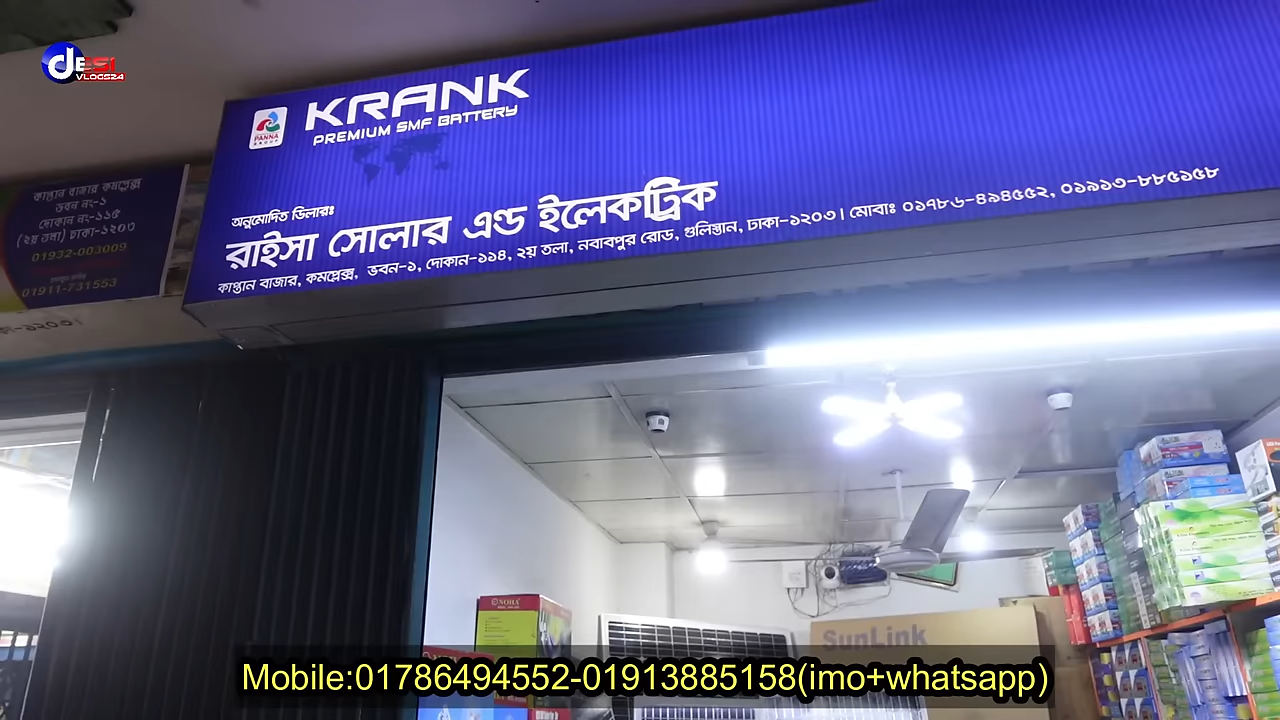 dESI
VLOGS24
KRANK
PREMIUM SMF BATTERY
PANNA
GROUP
অনুমোদিত ডিলারঃ
রাইসা সোলার এন্ড ইলেকট্রিক
কাপ্তান বাজার, কমপ্লেক্স, ভবন-১, দোকান-১১৪, ২য় তলা, নবাবপুর রোড, গুলিস্তান, ঢাকা-১২০৩। মোবাঃ ০১৭৮৬-৪৯৪৫৫২, ০১৯১৩-৮৮৫১৫৮
কাপ্তান বাজার কমপ্লেক্স
ভবন নং-১
দোকান নং-১১৫
(২য় তলা) ঢাকা-১২০৩
01932-003009
01911-731553
-১২০৩।
NOHA
SunLink
Mobile:01786494552-01913885158(imo+whatsapp)